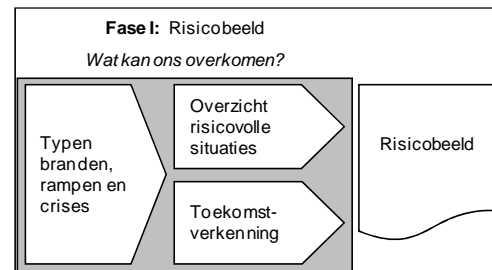 Fase I: Risicobeeld
Wat kan ons overkomen?
Typen
branden,
rampen en
crises
Overzicht
risicovolle
situaties
Toekomst-
verkenning
Risicobeeld